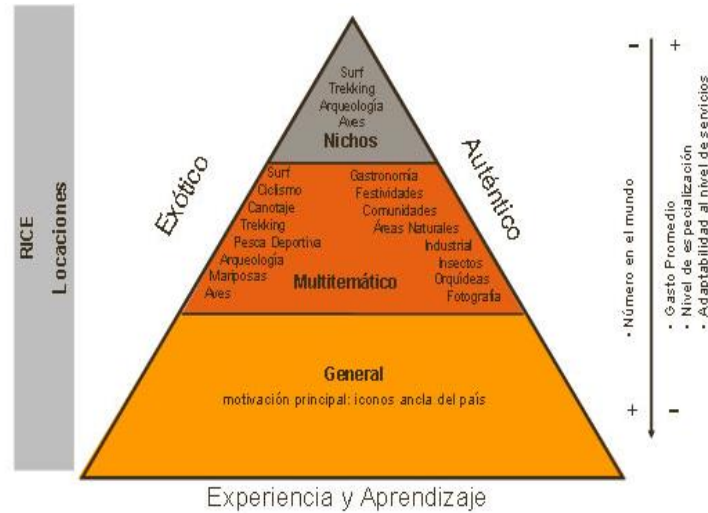 RICE
Locaciones
Exótico
Auténtico
Surf
Trekking
Arqueología
Aves
Nichos
Surf
Ciclismo
Canotaje
Trekking
Pesca Deportiva
Arqueología
Mariposas
Aves
Gastronomía
Festividades
Comunidades
Áreas Naturales
Industrial
Insectos
Orquídeas
Fotografía
Multitemático
General
motivación principal: iconos ancla del país
Experiencia y Aprendizaje
- +
• Número en el mundo
• Gasto Promedio
• Nivel de especialización
• Adaptabilidad al nivel de servicios
+ -